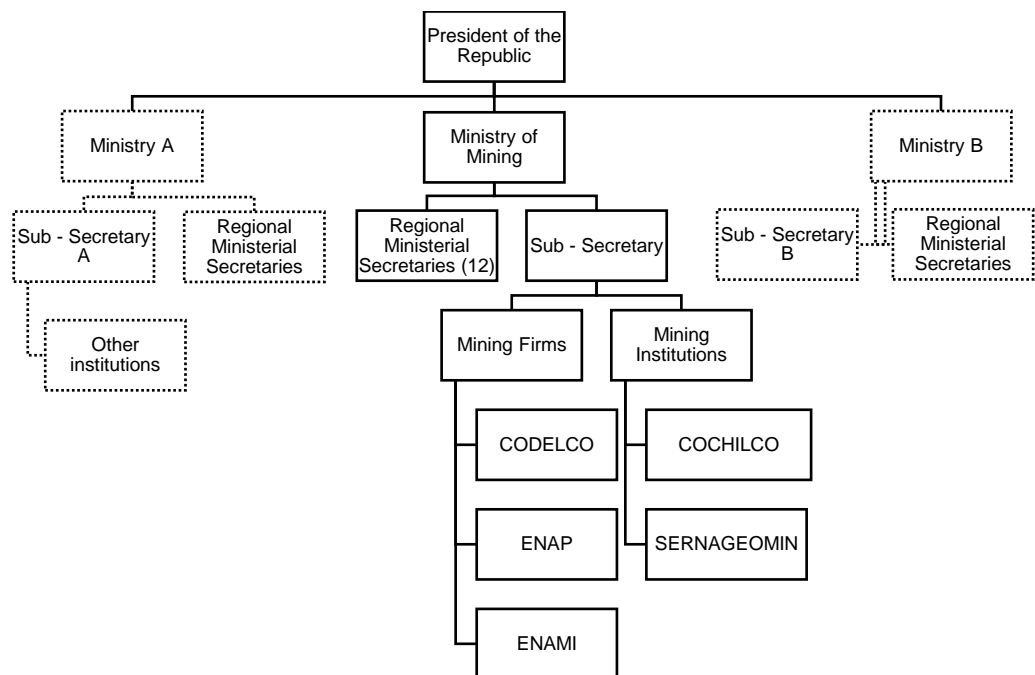 President of the
Republic
Ministry A
Ministry of
Mining
Ministry B
Sub - Secretary
A
Regional
Ministerial
Secretaries
Regional
Ministerial
Secretaries (12)
Sub - Secretary
Sub - Secretary
B
Regional
Ministerial
Secretaries
Other
institutions
Mining Firms
Mining
Institutions
CODELCO
COCHILCO
ENAP
SERNAGEOMIN
ENAMI